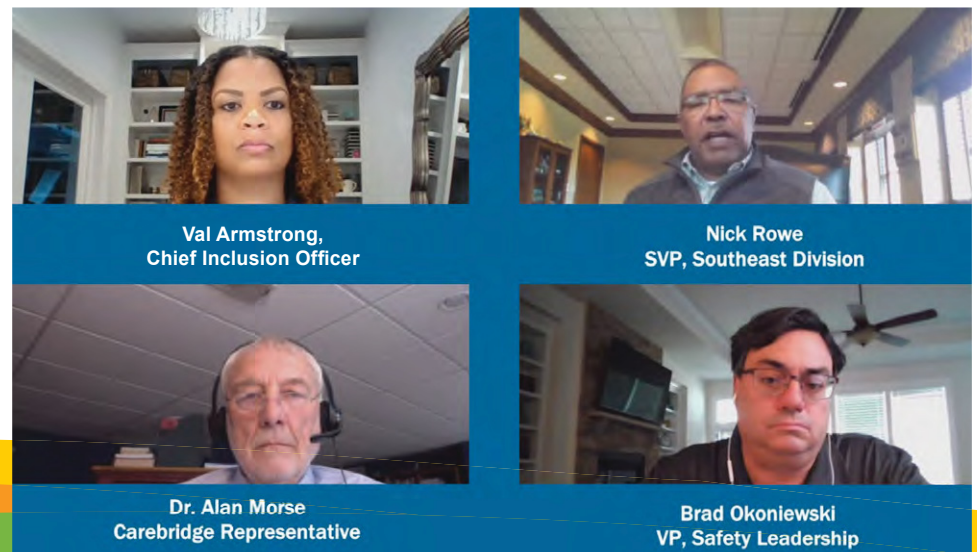 Val Armstrong,
Chief Inclusion Officer
Nick Rowe
SVP, Southeast Division
Dr. Alan Morse
Carebridge Representative
Brad Okoniewski
VP, Safety Leadership